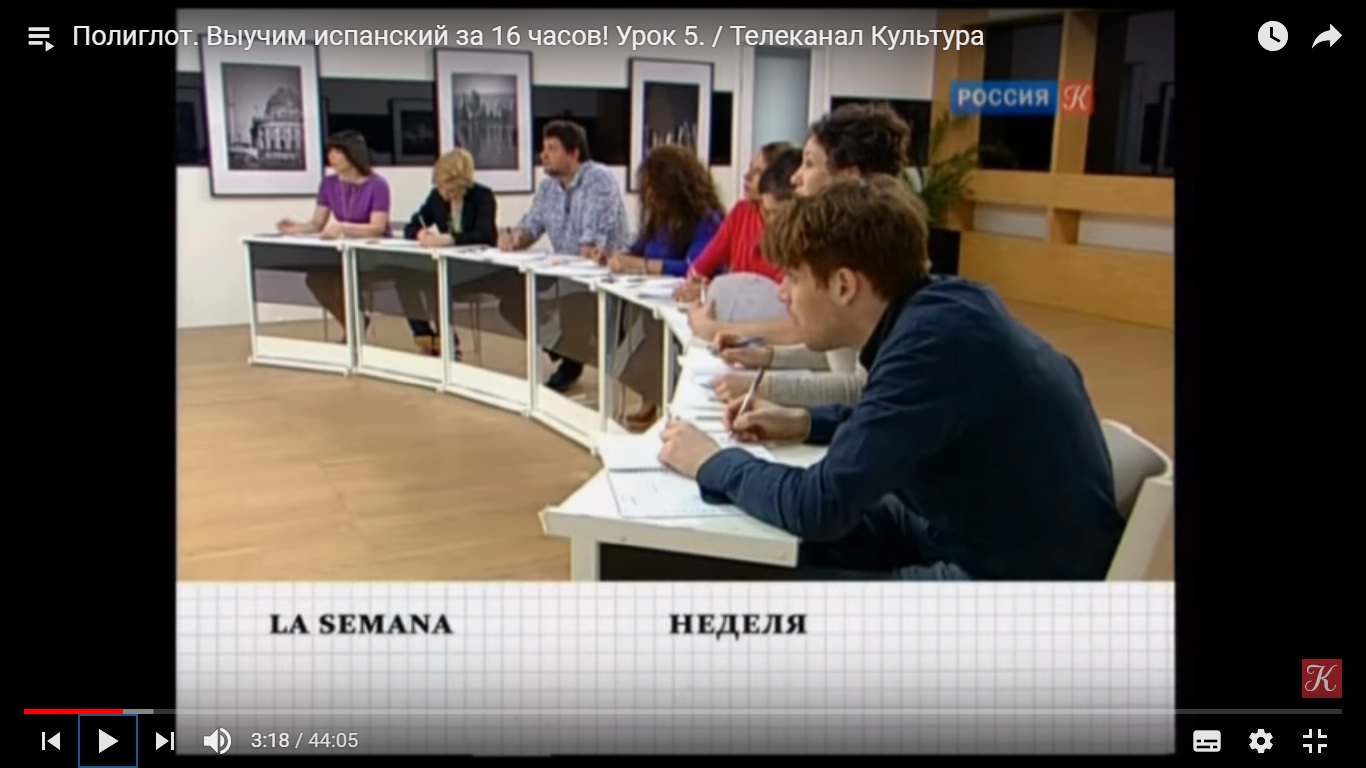 Полиглот. Выучим испанский за 16 часов! Урок 5. / Телеканал Культура
РОССИЯ К
LA SEMANA НЕДЕЛЯ
К
3:18 / 44:05